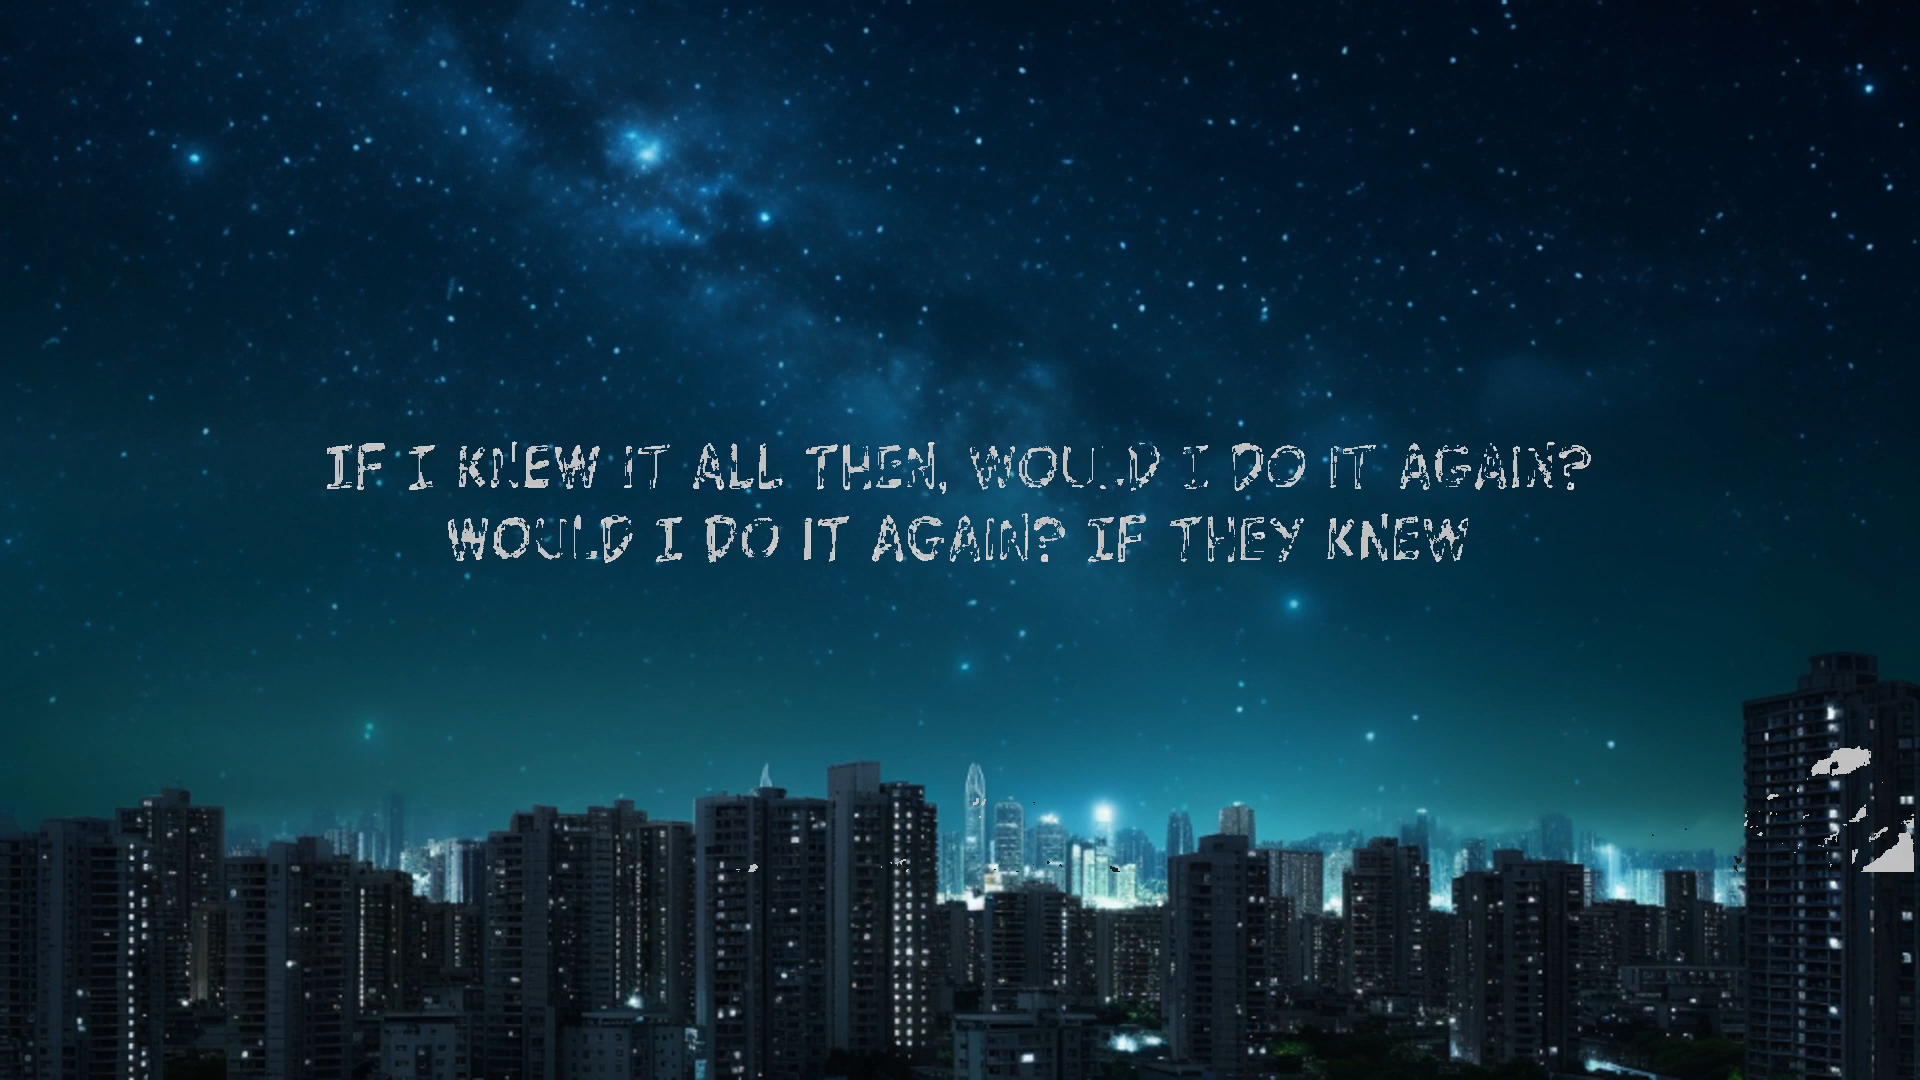 IF I KNEW IT ALL THEN, WOULD I DO IT AGAIN?
WOULD I DO IT AGAIN? IF THEY KNEW